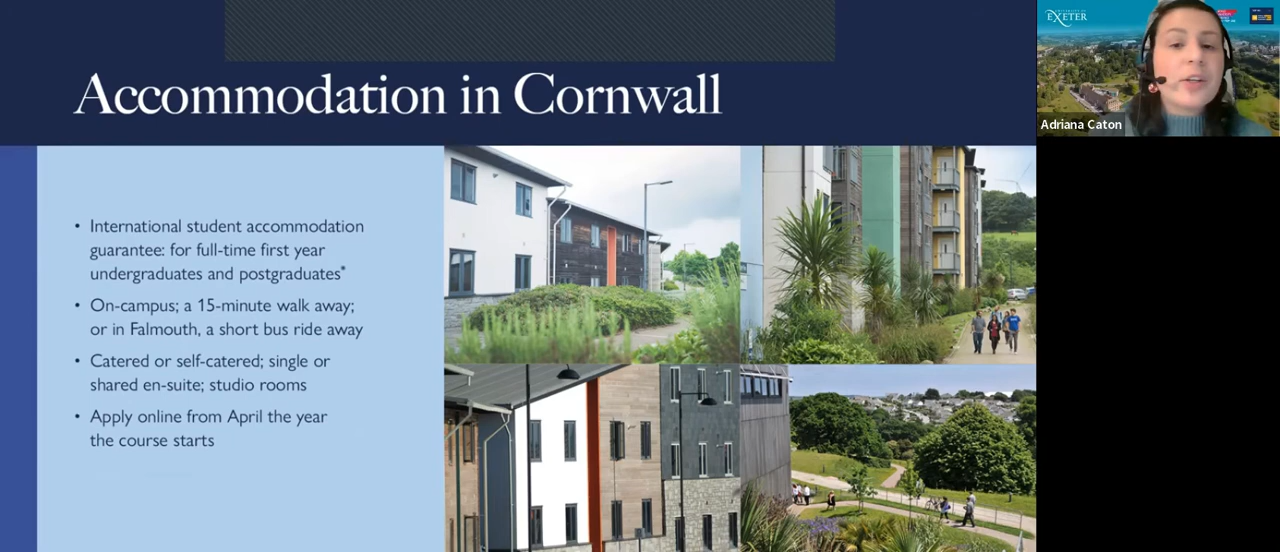 Accommodation in Cornwall
• International student accommodation
guarantee: for full-time first year
undergraduates and postgraduates*
• On-campus; a 15-minute walk away;
or in Falmouth, a short bus ride away
• Catered or self-catered; single or
shared en-suite; studio rooms
• Apply online from April the year
the course starts
EXETER
Adriana Caton